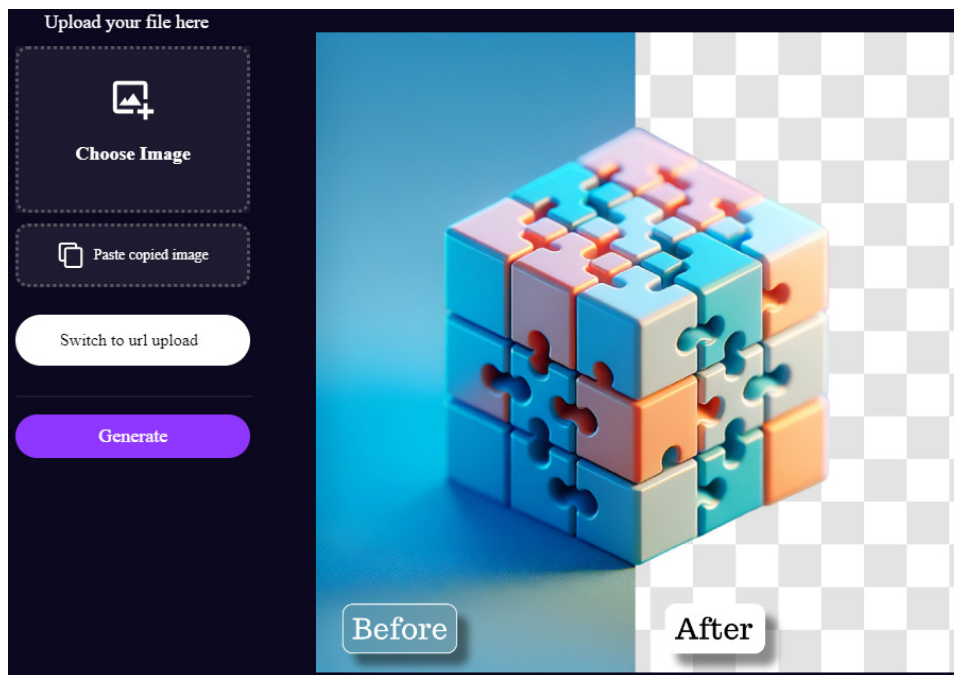 Upload your file here
Choose Image
Paste copied image
Switch to url upload
Generate
Before
After